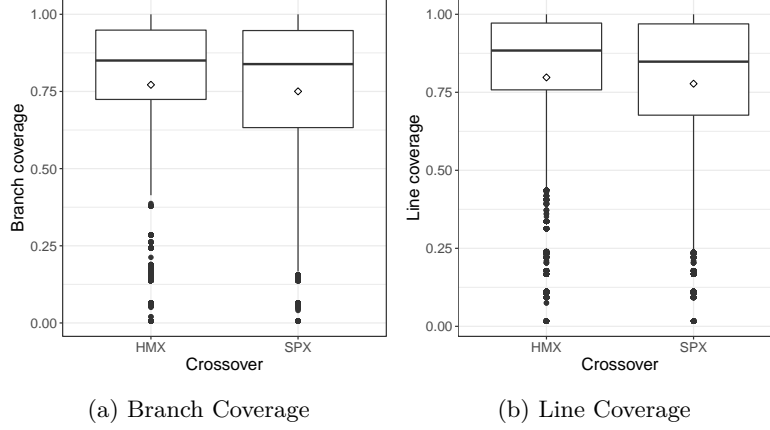 1.00
0.75
0.50
0.25
0.00
Branch coverage
HMX SPX
Crossover
(a) Branch Coverage
1.00
0.75
0.50
0.25
0.00
Line coverage
HMX SPX
Crossover
(b) Line Coverage